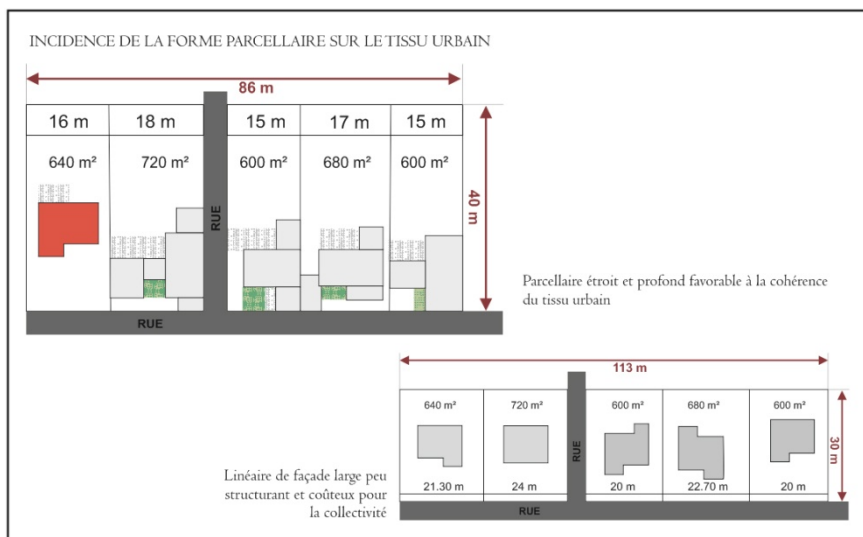 INCIDENCE DE LA FORME PARCELLAIRE SUR LE TISSU URBAIN
86 m
16 m 18 m 15 m 17 m 15 m
640 m² 720 m² 600 m² 680 m² 600 m²
40 m
RUE
RUE
Parcellaire étroit et profond favorable à la cohérence
du tissu urbain
113 m
640 m² 720 m² 600 m² 680 m² 600 m²
30 m
RUE
21.30 m 24 m 20 m 22.70 m 20 m
RUE
Linéaire de façade large peu
structurant et coûteux pour
la collectivité